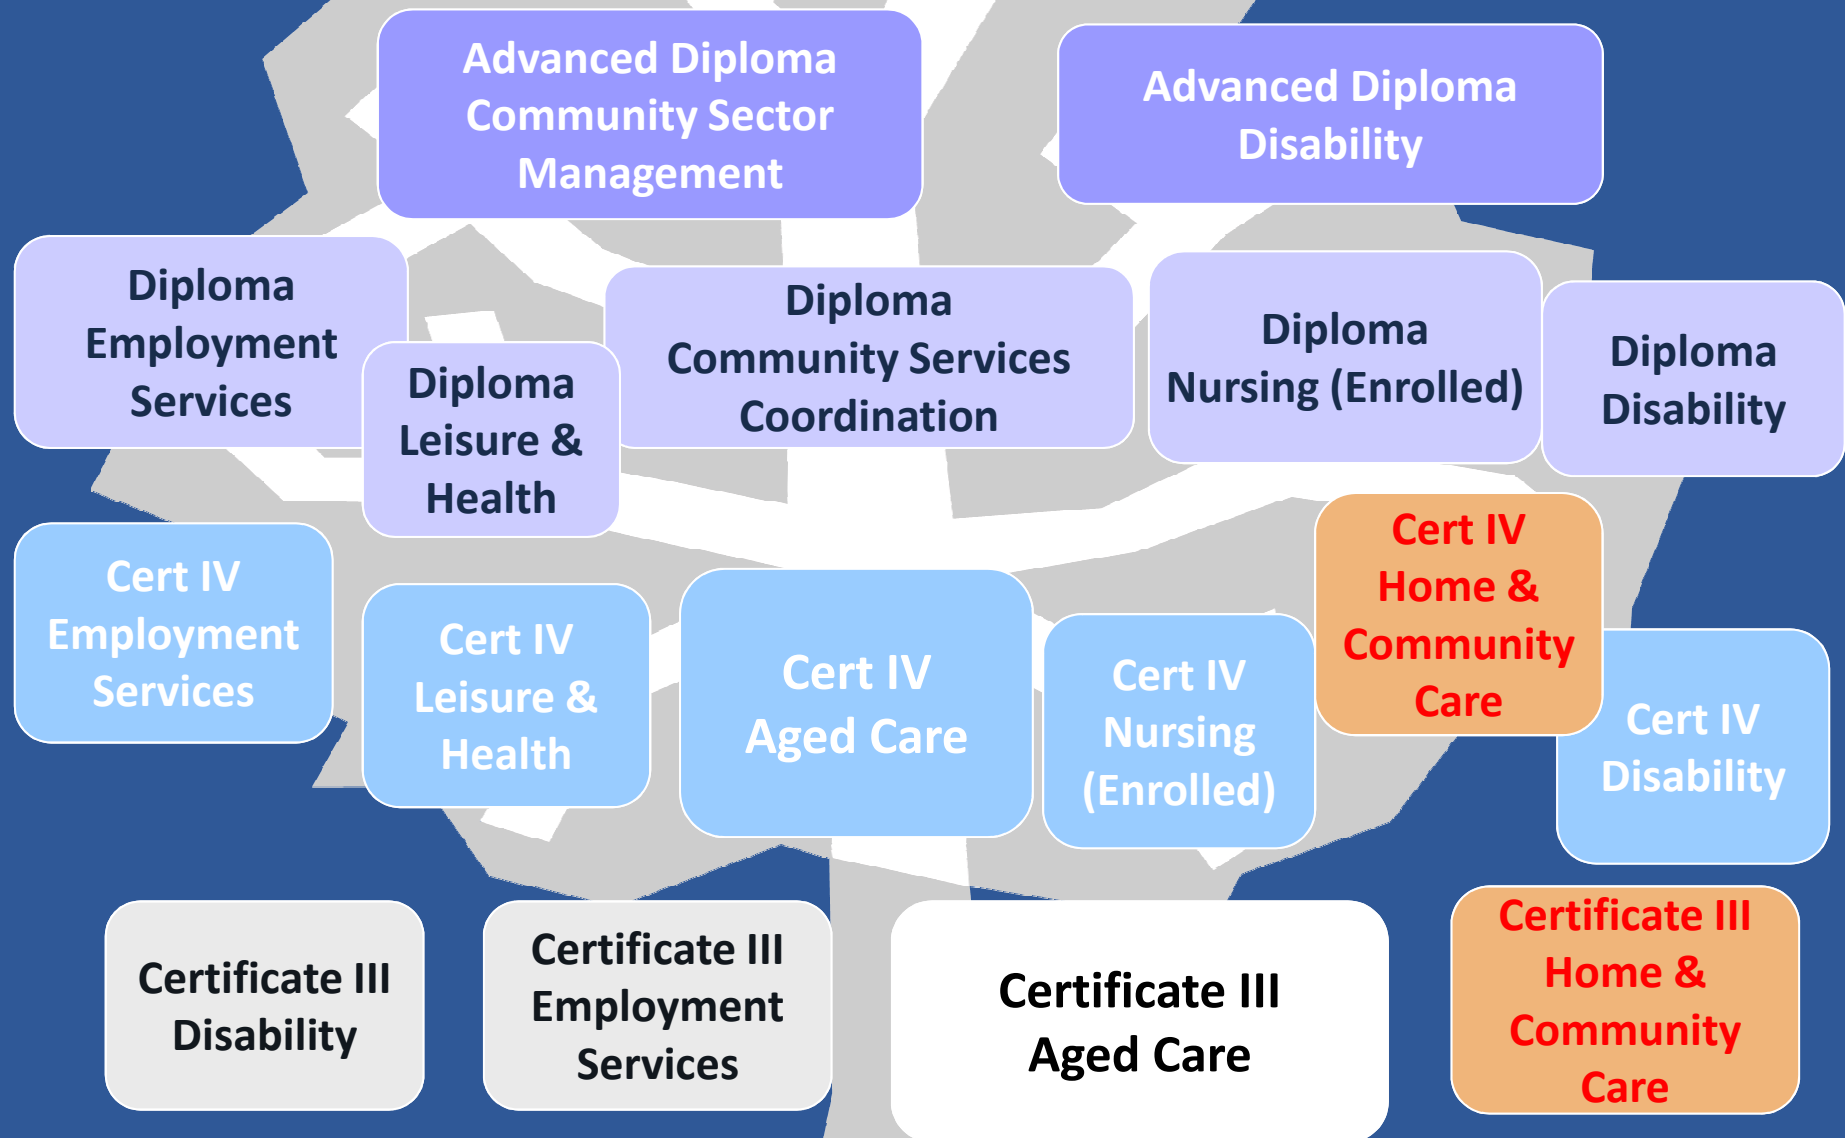 Advanced Diploma
Community Sector
Management
Advanced Diploma
Disability
Diploma
Employment
Services
Diploma
Leisure &
Health
Diploma
Community Services
Coordination
Diploma
Nursing (Enrolled)
Diploma
Disability
Cert IV
Employment
Services
Cert IV
Leisure &
Health
Cert IV
Aged Care
Cert IV
Nursing
(Enrolled)
Cert IV
Home &
Community
Care
Cert IV
Disability
Certificate III
Disability
Certificate III
Employment
Services
Certificate III
Aged Care
Certificate III
Home &
Community
Care